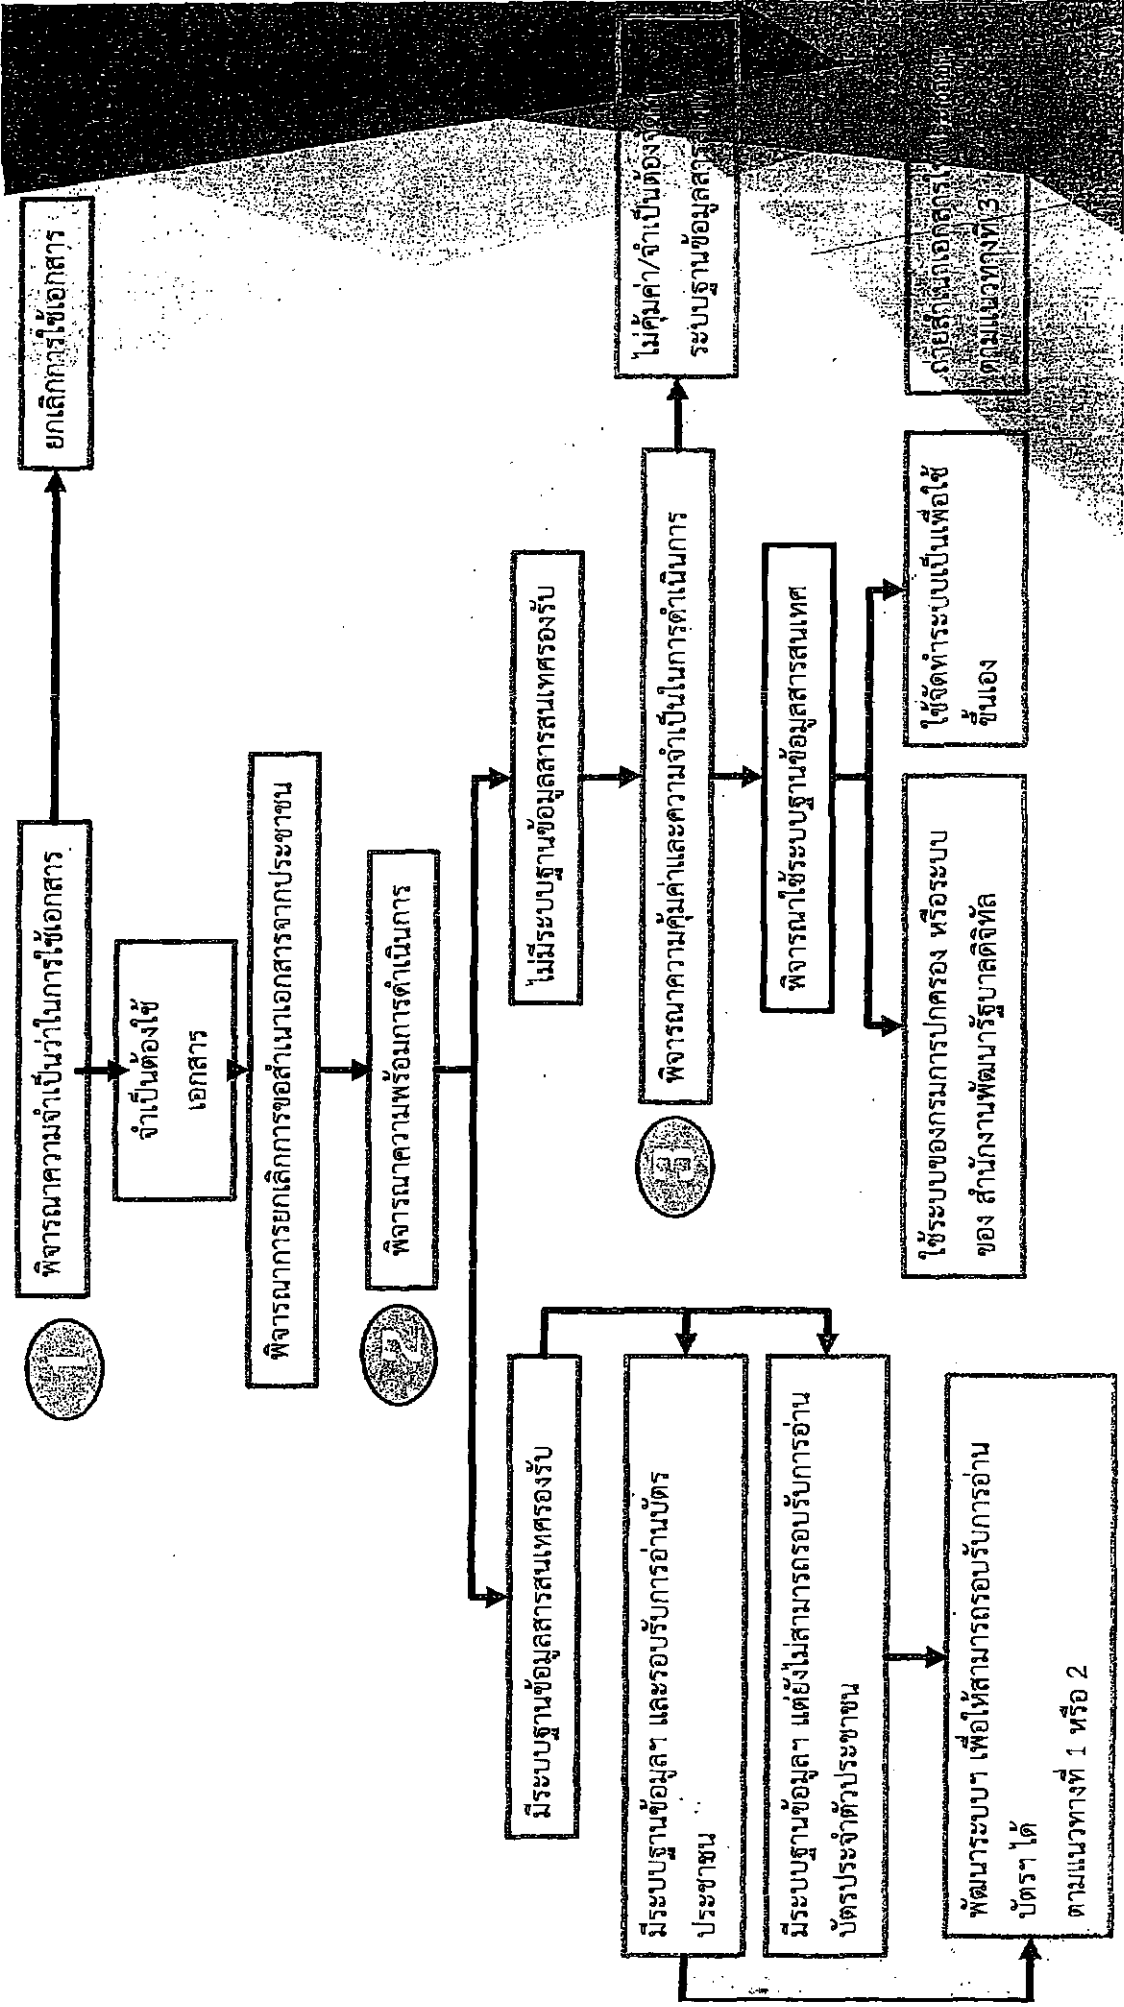 1
พิจารณาความจำเป็นว่าในการใช้เอกสาร
ยกเลิกการใช้เอกสาร
จำเป็นต้องใช้
เอกสาร
พิจารณาการยกเลิกการขอสำเนาเอกสารจากประชาชน
2
พิจารณาความพร้อมการดำเนินการ
มีระบบฐานข้อมูลสารสนเทศรองรับ
ไม่มีระบบฐานข้อมูลสารสนเทศรองรับ
มีระบบฐานข้อมูลฯ และรอบรับการอ่านบัตร
ประชาชน
มีระบบฐานข้อมูลฯ แต่ยังไม่สามารถรอบรับการอ่าน
บัตรประจำตัวประชาชน
พัฒนาระบบฯ เพื่อให้สามารถรอบรับการอ่าน
บัตรฯ ได้
ตามแนวทางที่ 1 หรือ 2
3
พิจารณาความคุ้มค่าและความจำเป็นในการดำเนินการ
ไม่คุ้มค่า/จำเป็นต้อง
ระบบฐานข้อมูลสาร
พิจารณาใช้ระบบฐานข้อมูลสารสนเทศ
ใช้ระบบของกรมการปกครอง หรือระบบ
ของ สำนักงานพัฒนารัฐบาลดิจิทัล
ใช้จัดทำระบบเป็นเพื่อใช้
ขึ้นเอง
ถ่ายสำเนาเอกสาร
ตามแนวทางที่ 3